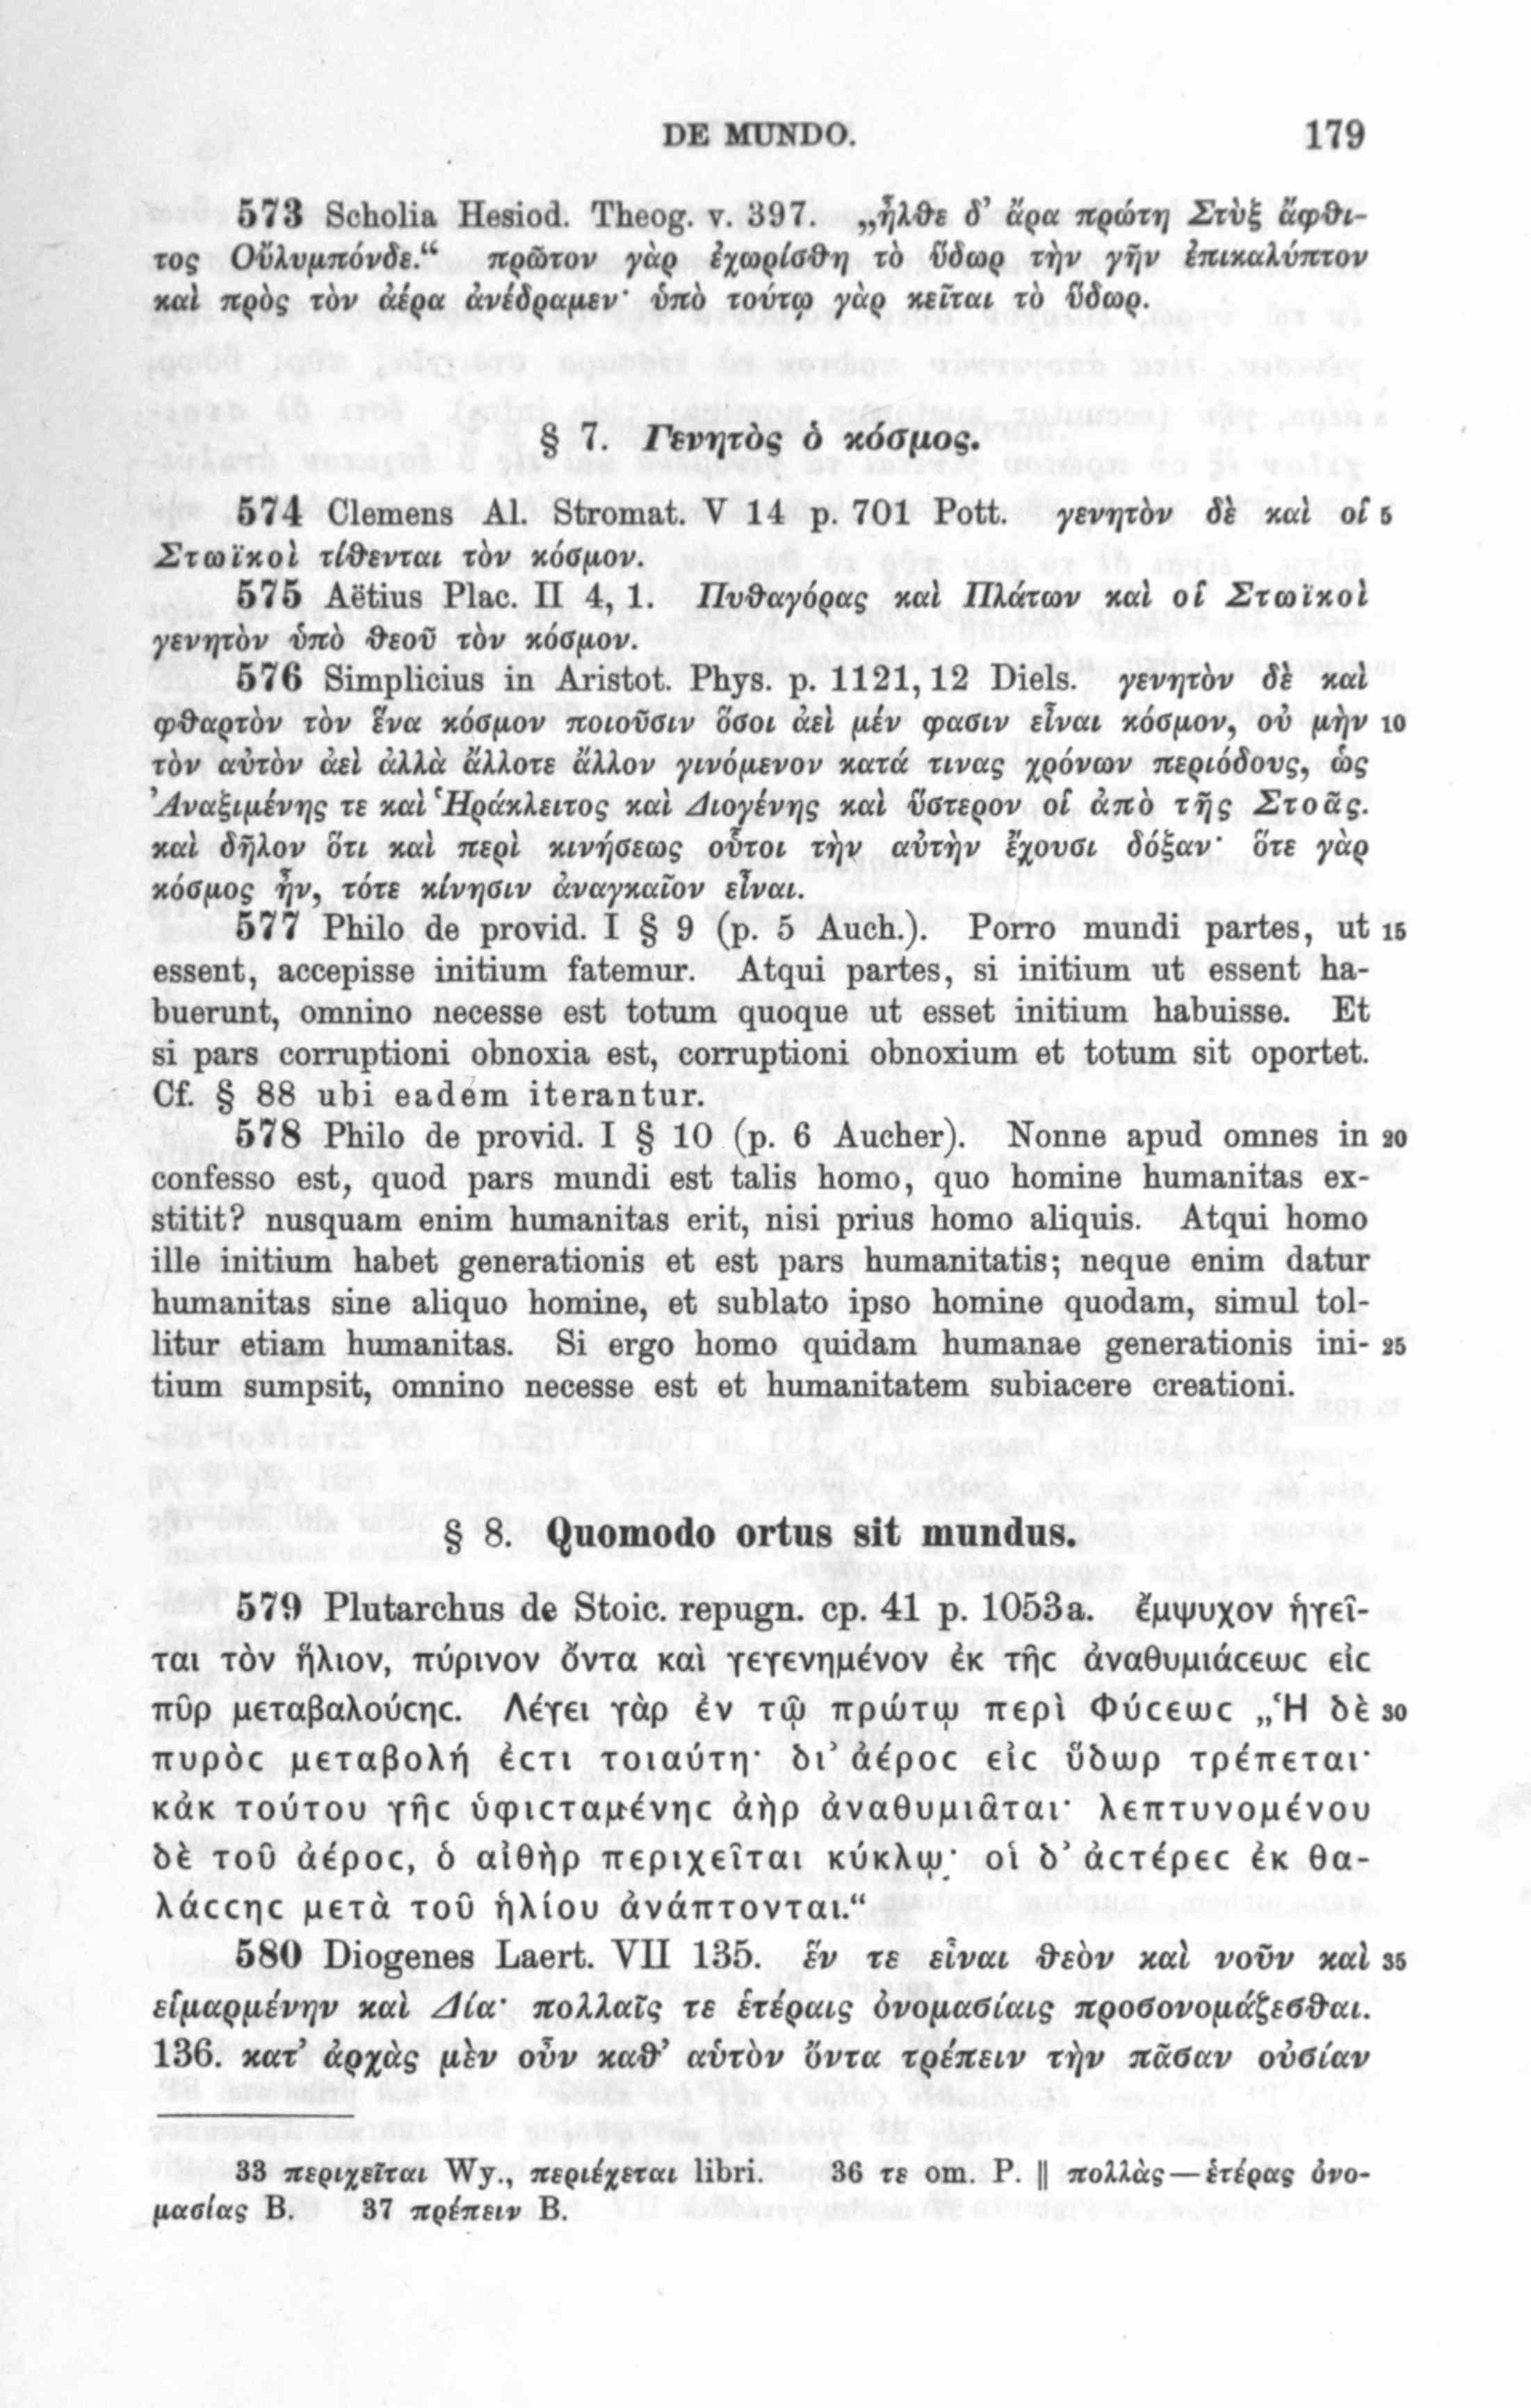 DE MUNDO. 179
573 Scholia Hesiod. Theog. v. 397. „ἦλθε δ’ ἄρα πρώτη Στὺξ ἄφθι-
τος Οὔλυμπόνδε.“ πρῶτον γὰρ ἐχωρίσθη τὸ ὕδωρ τὴν γῆν ἐπικαλύπτον
καὶ πρὸς τὸν ἀέρα ἀνέδραμεν· ὑπὸ τούτῳ γὰρ κεῖται τὸ ὕδωρ.
§ 7. Γενητὸς ὁ κόσμος.
574 Clemens Al. Stromat. V 14 p. 701 Pott. γενητὸν δὲ καὶ οἱ 5
Στωϊκοὶ τίθενται τὸν κόσμον.
575 Aëtius Plac. II 4, 1. Πυθαγόρας καὶ Πλάτων καὶ οἱ Στωϊκοὶ
γενητὸν ὑπὸ θεοῦ τὸν κόσμον.
576 Simplicius in Aristot. Phys. p. 1121, 12 Diels. γενητὸν δὲ καὶ
φθαρτὸν τὸν ἕνα κόσμον ποιοῦσιν ὅσοι ἀεὶ μέν φασιν εἶναι κόσμον, οὐ μὴν 10
τὸν αὐτὸν ἀεὶ ἀλλὰ ἄλλοτε ἄλλον γινόμενον κατά τινας χρόνων περιόδους, ὡς
Ἀναξιμένης τε καὶ Ἡράκλειτος καὶ Διογένης καὶ ὕστερον οἱ ἀπὸ τῆς Στοᾶς.
καὶ δῆλον ὅτι καὶ περὶ κινήσεως οὗτοι τὴν αὐτὴν ἔχουσι δόξαν· ὅτε γὰρ
κόσμος ἦν, τότε κίνησιν ἀναγκαῖον εἶναι.
577 Philo de provid. I § 9 (p. 5 Auch.). Porro mundi partes, ut 15
essent, accepisse initium fatemur. Atqui partes, si initium ut essent ha-
buerunt, omnino necesse est totum quoque ut esset initium habuisse. Et
si pars corruptioni obnoxia est, corruptioni obnoxium et totum sit oportet.
Cf. § 88 ubi eadem iterantur.
578 Philo de provid. I § 10 (p. 6 Aucher). Nonne apud omnes in 20
confesso est, quod pars mundi est talis homo, quo homine humanitas ex-
stitit? nusquam enim humanitas erit, nisi prius homo aliquis. Atqui homo
ille initium habet generationis et est pars humanitatis; neque enim datur
humanitas sine aliquo homine, et sublato ipso homine quodam, simul tol-
litur etiam humanitas. Si ergo homo quidam humanae generationis ini- 25
tium sumpsit, omnino necesse est et humanitatem subiacere creationi.
§ 8. Quomodo ortus sit mundus.
579 Plutarchus de Stoic. repugn. cp. 41 p. 1053a. ἔμψυχον ἡγεῖ-
ται τὸν ἥλιον, πύρινον ὄντα καὶ γεγενημένον ἐκ τῆϲ ἀναθυμιάϲεωϲ εἰϲ
πῦρ μεταβαλούϲηϲ. Λέγει γὰρ ἐν τῷ πρώτῳ περὶ Φύϲεωϲ „Ἡ δὲ 30
πυρὸϲ μεταβολή ἐϲτι τοιαύτη· δι’ ἀέροϲ εἰϲ ὕδωρ τρέπεται·
κἀκ τούτου γῆϲ ὑφιϲταμένηϲ ἀὴρ ἀναθυμιᾶται· λεπτυνομένου
δὲ τοῦ ἀέροϲ, ὁ αἰθὴρ περιχεῖται κύκλῳ· οἱ δ’ ἀϲτέρεϲ ἐκ θα-
λάϲϲηϲ μετὰ τοῦ ἡλίου ἀνάπτονται.“
580 Diogenes Laert. VII 135. ἕν τε εἶναι θεὸν καὶ νοῦν καὶ 35
εἱμαρμένην καὶ Δία· πολλαῖς τε ἑτέραις ὀνομασίαις προσονομάζεσθαι.
136. κατ’ ἀρχὰς μὲν οὖν καθ’ αὑτὸν ὄντα τρέπειν τὴν πᾶσαν οὐσίαν
33 περιχεῖται Wy., περιέχεται libri. 36 τε om. P. || πολλὰς—ἑτέρας ὀνο-
μασίας B. 37 πρέπειν B.